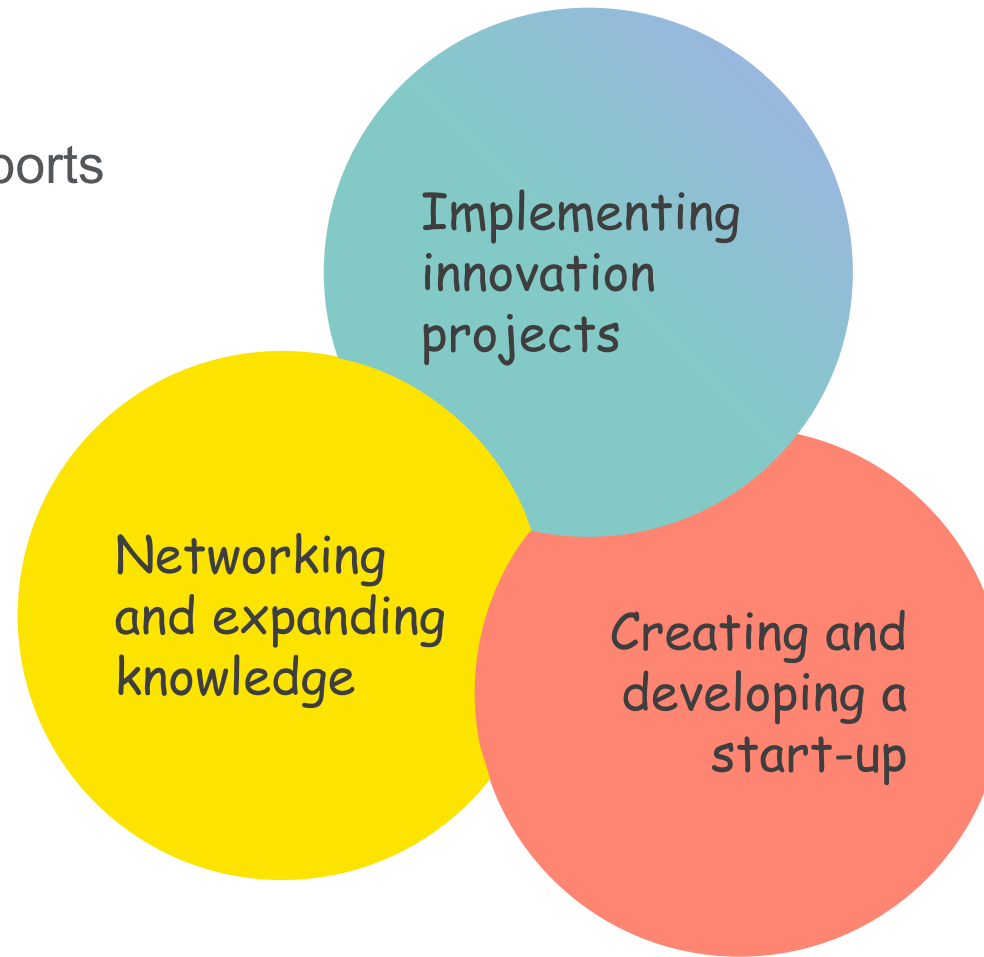 ports
Implementing
innovation
projects
Networking
and expanding
knowledge
Creating and
developing a
start-up